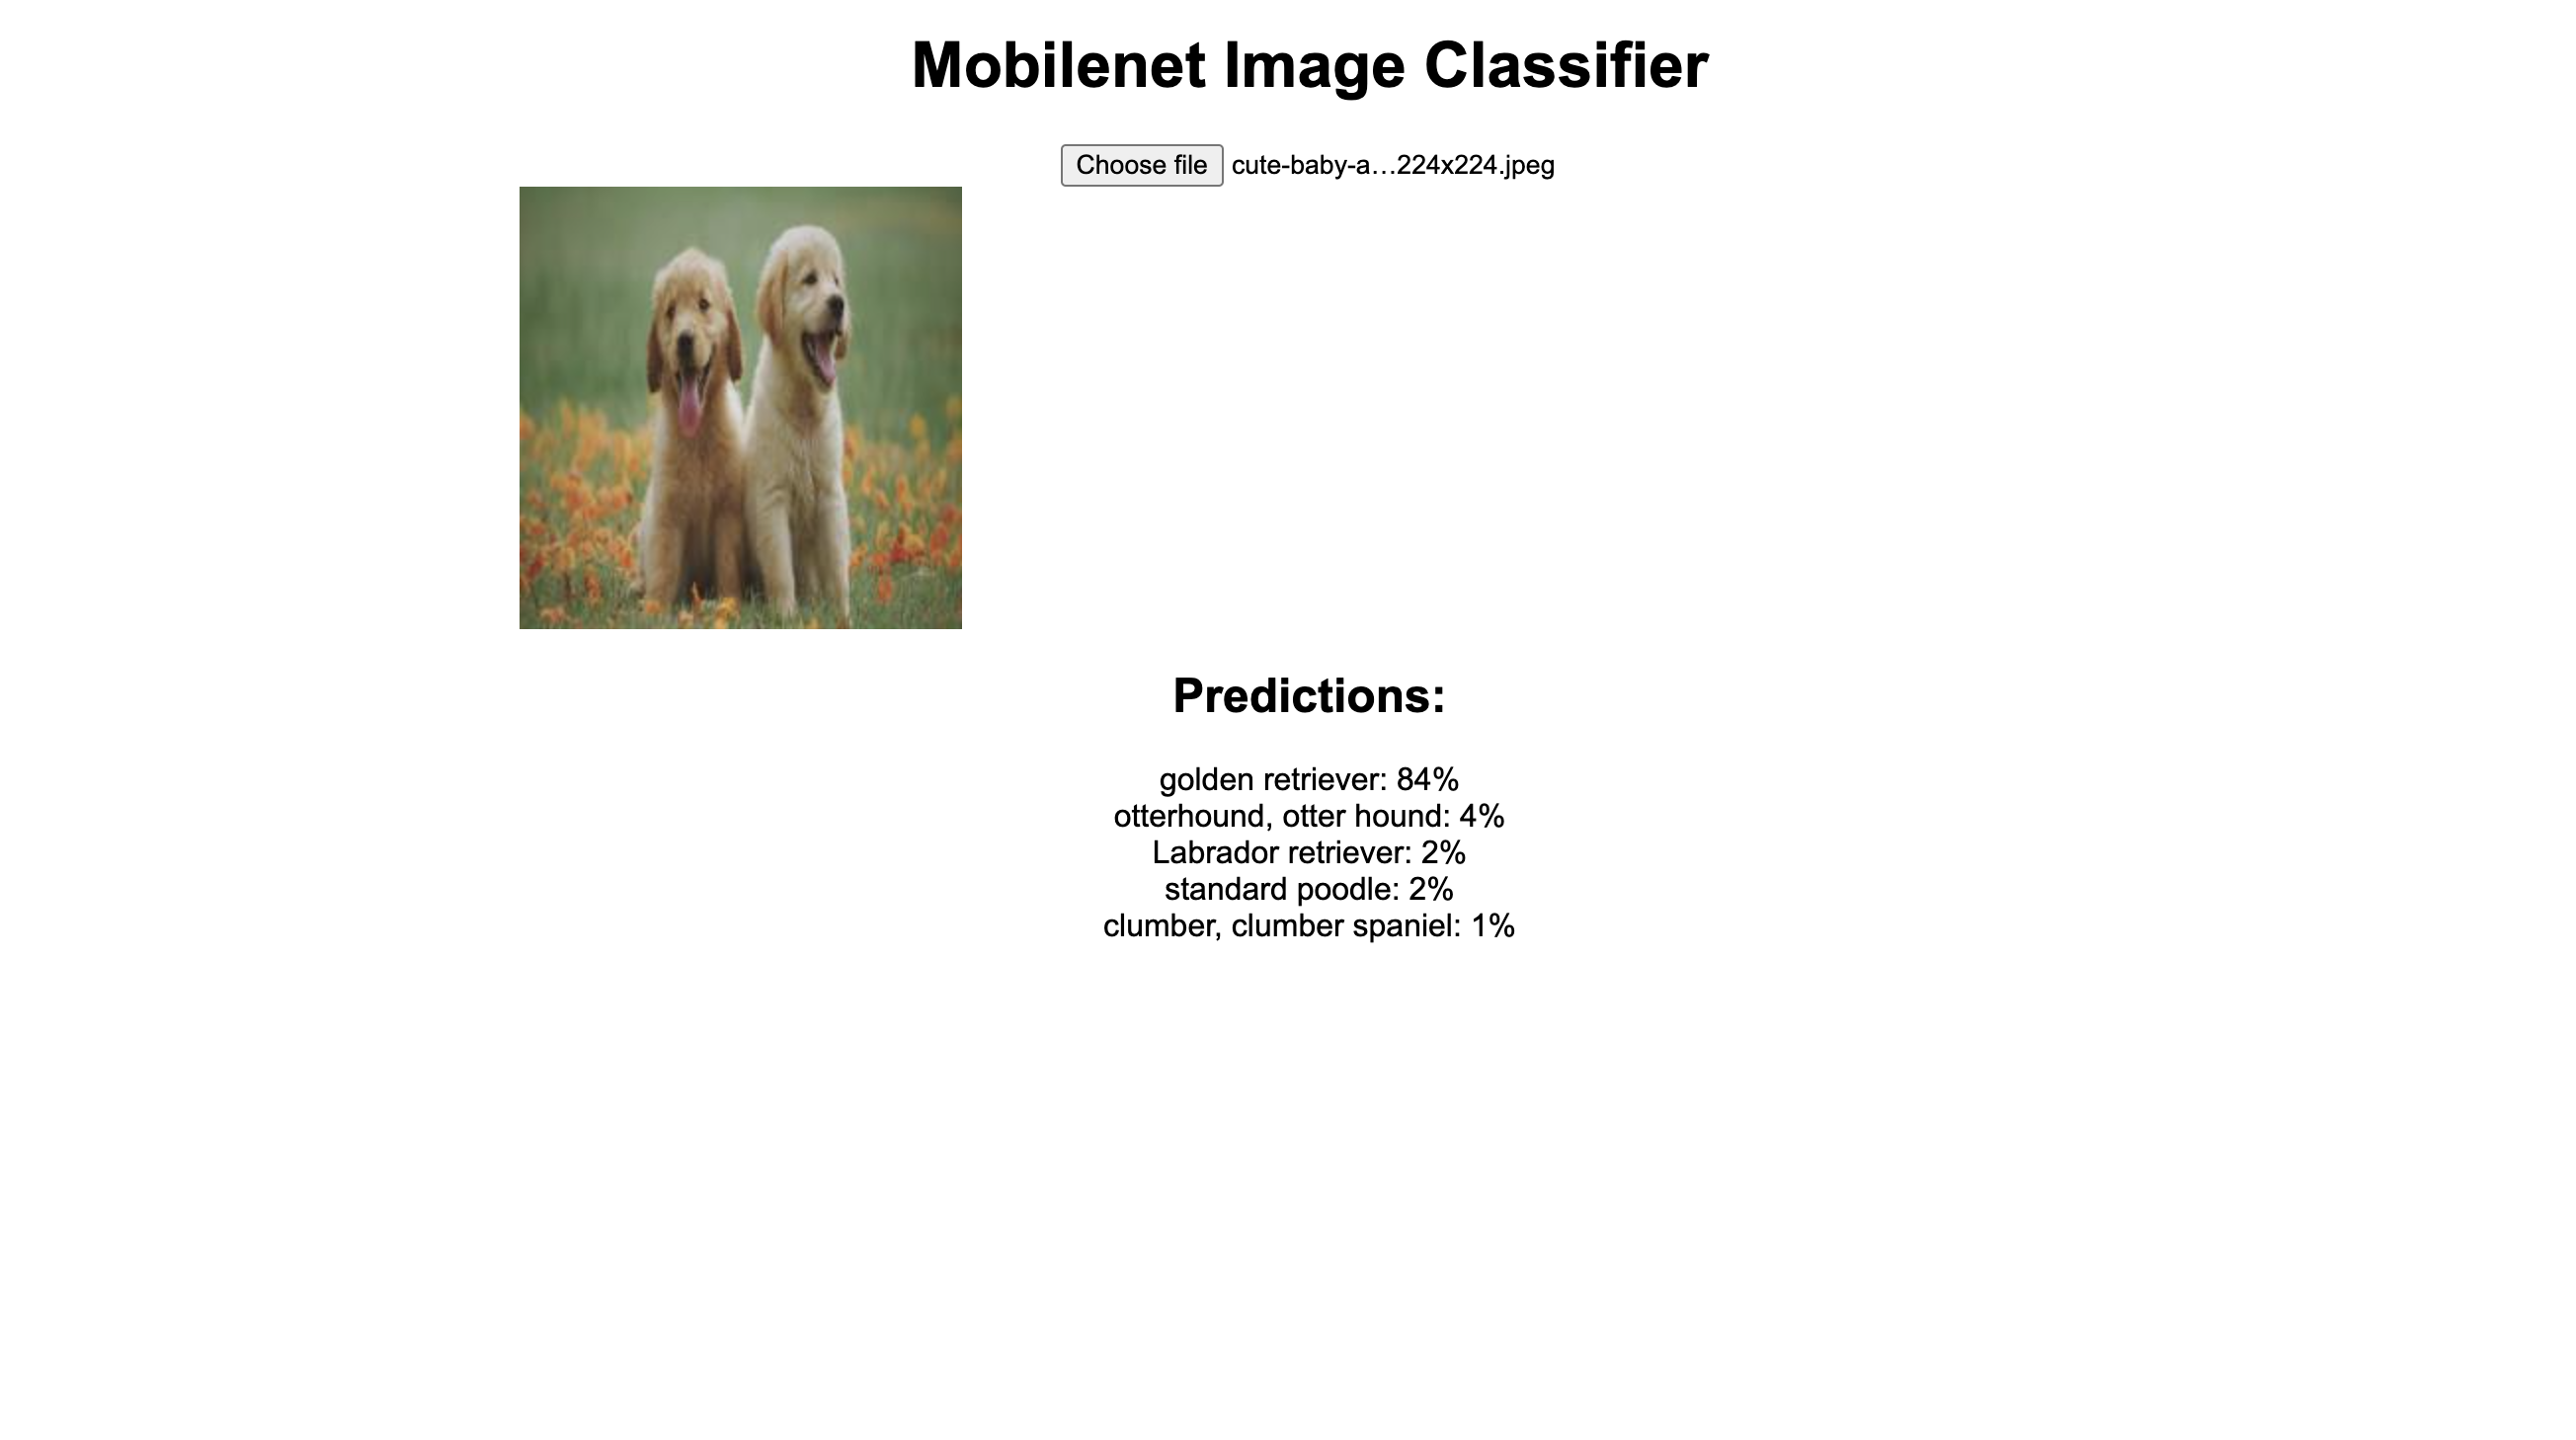 Mobilenet Image Classifier
Choose file cute-baby-a…224x224.jpeg
Predictions:
golden retriever: 84%
otterhound, otter hound: 4%
Labrador retriever: 2%
standard poodle: 2%
clumber, clumber spaniel: 1%